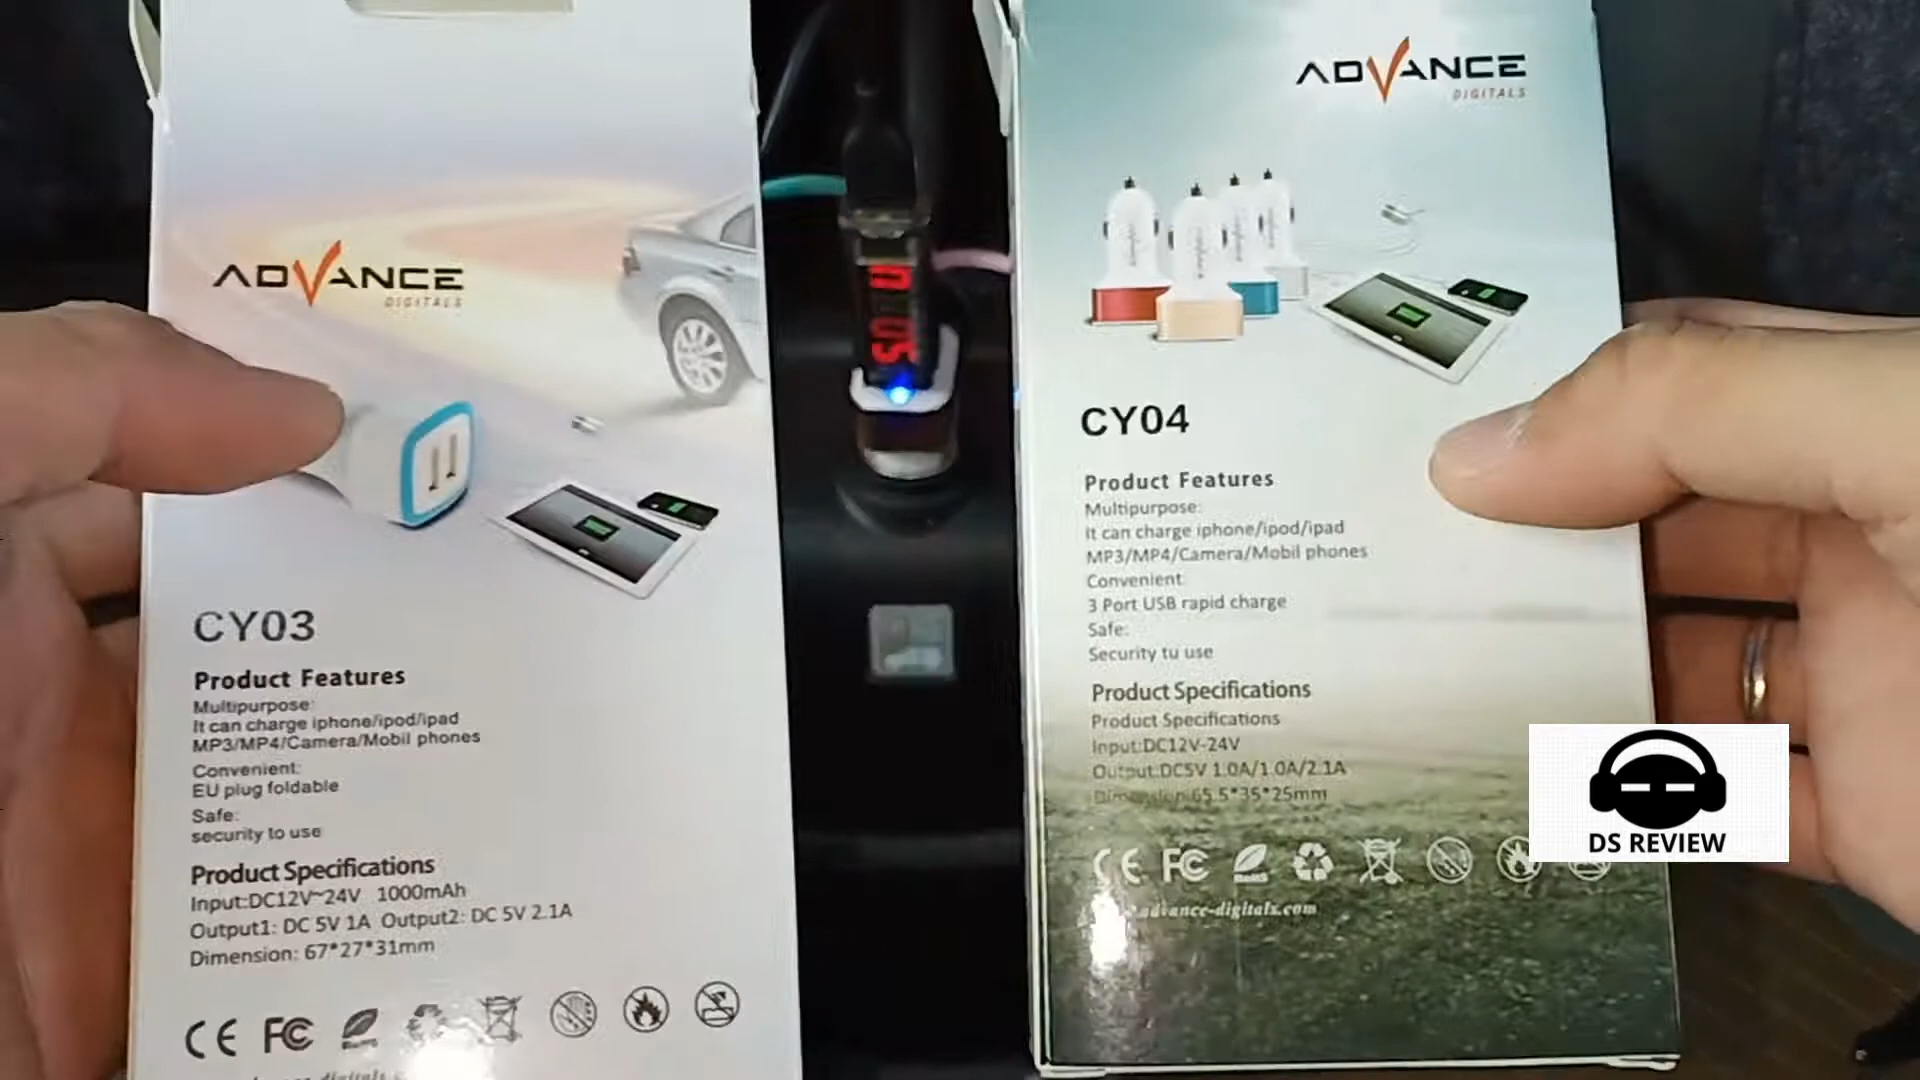 ADVANCE
DIGITALS
CY03
Product Features
Multipurpose:
It can charge iphone/ipod/ipad
MP3/MP4/Camera/Mobil phones
Convenient:
EU plug foldable
Safe:
security to use
Product Specifications
Input:DC12V~24V 1000mAh
Output1: DC 5V 1A Output2: DC 5V 2.1A
Dimension: 67*27*31mm
CE FC
ADVANCE
DIGITALS
CY04
Product Features
Multipurpose:
It can charge iphone/ipod/ipad
MP3/MP4/Camera/Mobil phones
Convenient:
3 Port USB rapid charge
Safe:
Security tu use
Product Specifications
Product Specifications
Input:DC12V-24V
Output:DC5V 1.0A/1.0A/2.1A
Dimension:65.5*35*25mm
CE FC
advance-digitals.com
DS REVIEW